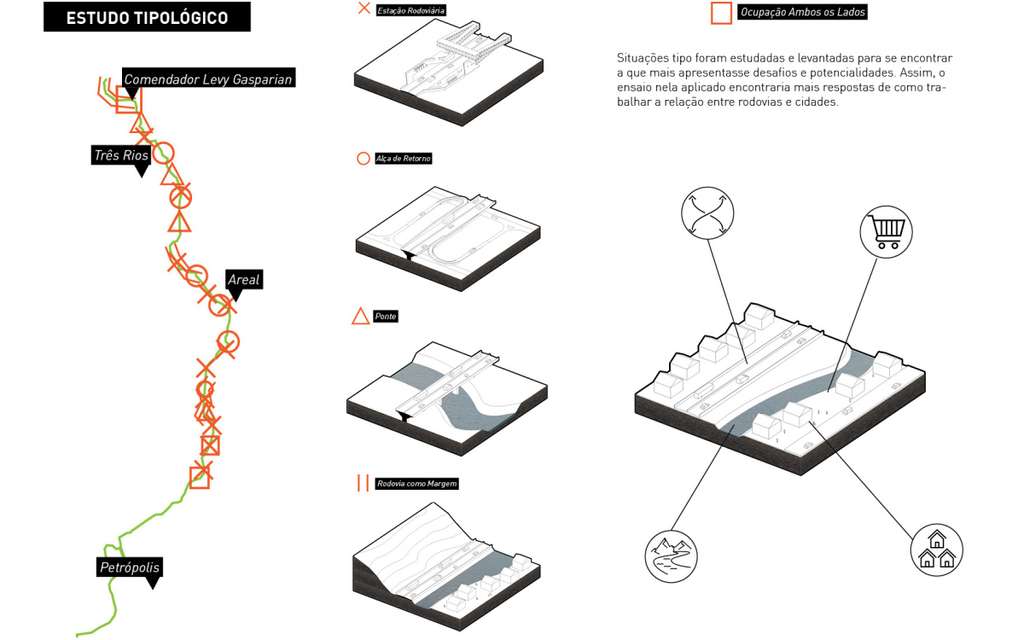 ESTUDO TIPOLÓGICO
Comendador Levy Gasparian
Três Rios
Areal
Petrópolis
Estação Rodoviária
Alça de Retorno
Ponte
Rodovia como Margem
Ocupação Ambos os Lados
Situações tipo foram estudadas e levantadas para se encontrar
a que mais apresentasse desafios e potencialidades. Assim, o
ensaio nela aplicado encontraria mais respostas de como tra-
balhar a relação entre rodovias e cidades.